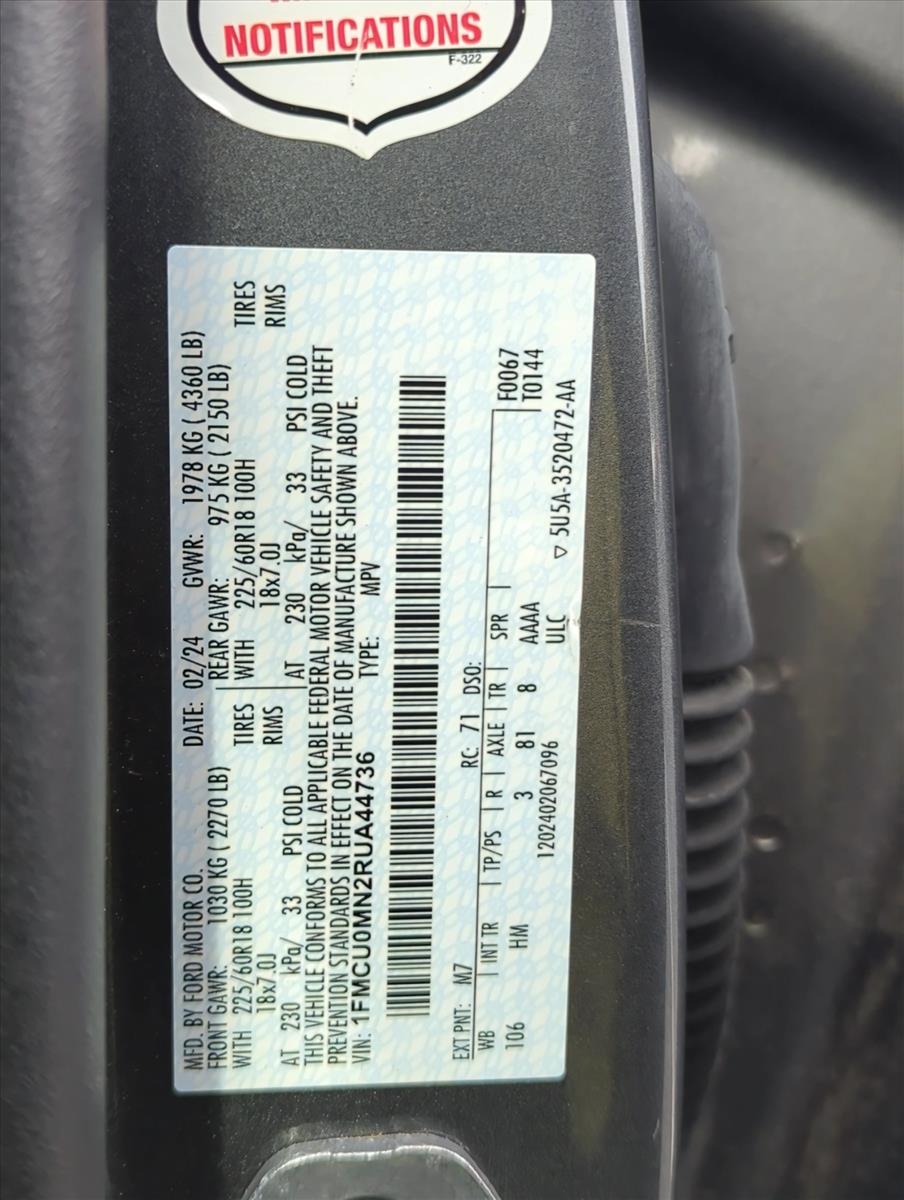 NOTIFICATIONS
F-322
MFD. BY FORD MOTOR CO. DATE: 02/24 GVWR: 1978 KG ( 4360 LB)
FRONT GAWR: 1030 KG ( 2270 LB) REAR GAWR: 975 KG ( 2150 LB)
WITH 225/60R18 100H TIRES WITH 225/60R18 100H TIRES
18x7.0J RIMS 18x7.0J RIMS
AT 230 kPa/ 33 PSI COLD AT 230 kPa/ 33 PSI COLD
THIS VEHICLE CONFORMS TO ALL APPLICABLE FEDERAL MOTOR VEHICLE SAFETY AND THEFT
PREVENTION STANDARDS IN EFFECT ON THE DATE OF MANUFACTURE SHOWN ABOVE.
VIN: 1FMCU0MN2RUA44736 TYPE: MPV
EXT PNT: M7 RC: 71 DSO:
WB INT TR TP/PS R AXLE TR SPR F0067
106 HM 3 81 8 AAAA T0144
1202402067096 ULC ▽ 5U5A-3520472-AA